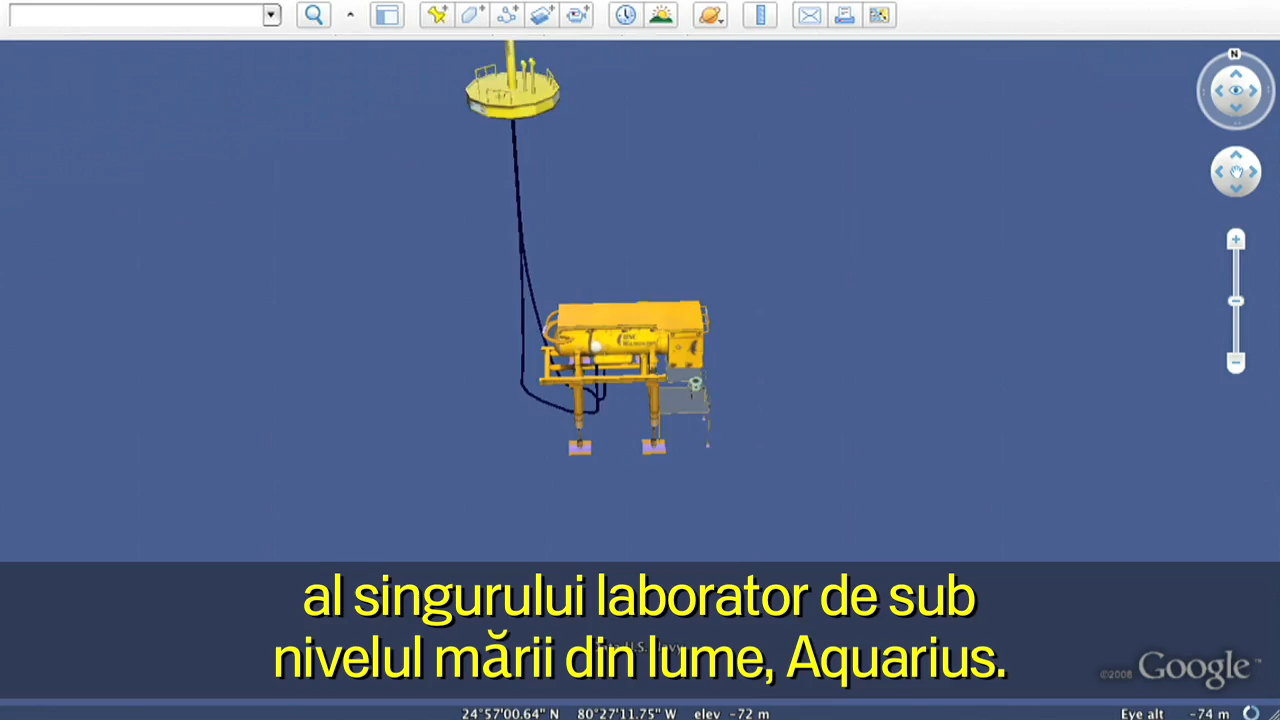 N
al singurului laborator de sub
nivelul mării din lume, Aquarius.
©2008 Google™
24°57'00.64" N 80°27'11.75" W elev -72 m Eye alt -74 m